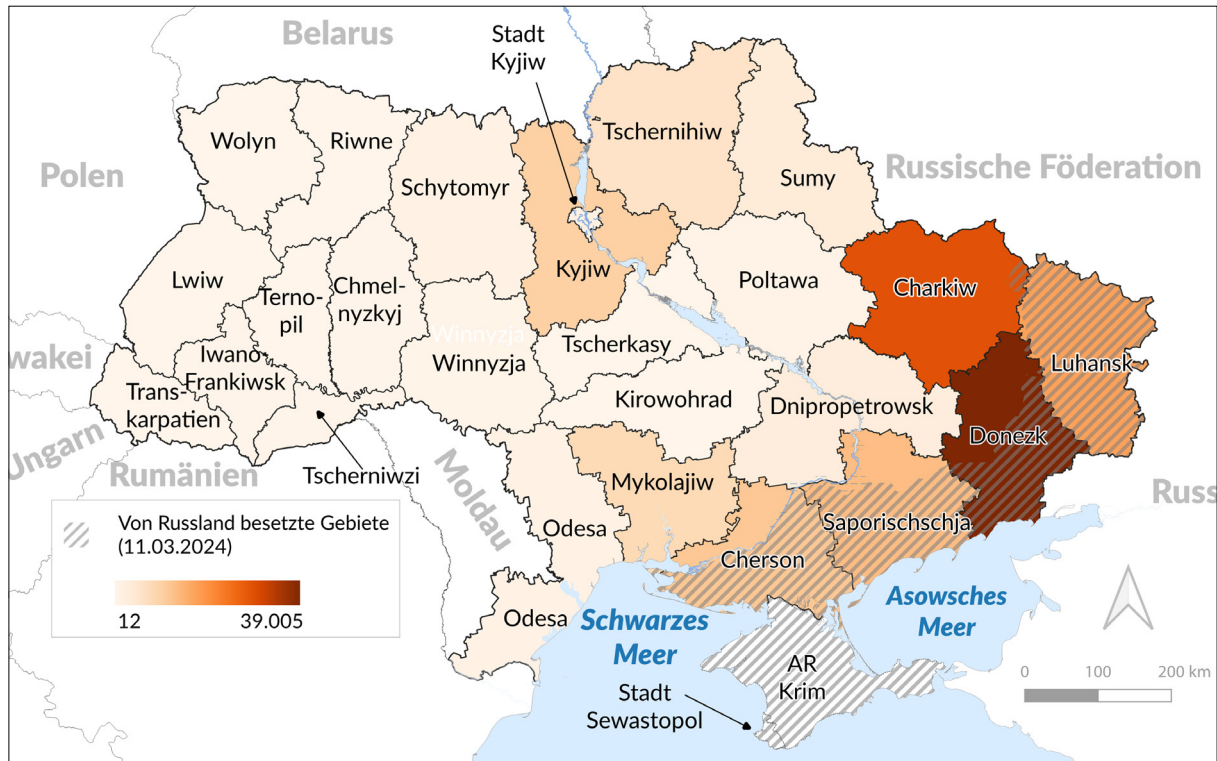 Belarus
Stadt
Kyjiw
Polen
Russische Föderation
Wolyn
Riwne
Schytomyr
Tschernihiw
Sumy
Lwiw
Terno-
pil
Chmel-
nyzkyj
Kyjiw
Poltawa
Charkiw
Luhansk
Winnyzja
Winnyzja
Tscherkasy
wakei
Iwano-
Frankiwsk
Trans-
karpatien
Kirowohrad
Dnipropetrowsk
Donezk
Ungarn
Rumänien
Tscherniwzi
Moldau
Mykolajiw
Odesa
Saporischschja
Cherson
Russ
Von Russland besetzte Gebiete
(11.03.2024)
12
39.005
Odesa
Schwarzes
Meer
Asowsches
Meer
AR
Krim
Stadt
Sewastopol
0
100
200 km